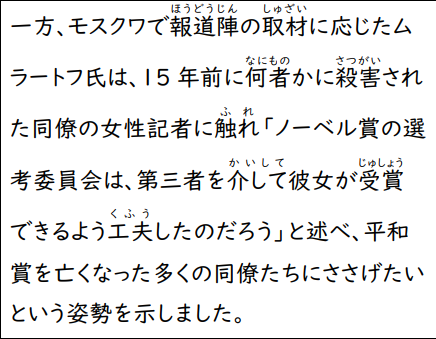 一方、モスクワで報道陣の取材に応じたム
ラートフ氏は、15年前に何者かに殺害され
た同僚の女性記者に触れ「ノーベル賞の選
考委員会は、第三者を介して彼女が受賞
できるよう工夫したのだろう」と述べ、平和
賞を亡くなった多くの同僚たちにささげたい
という姿勢を示しました。